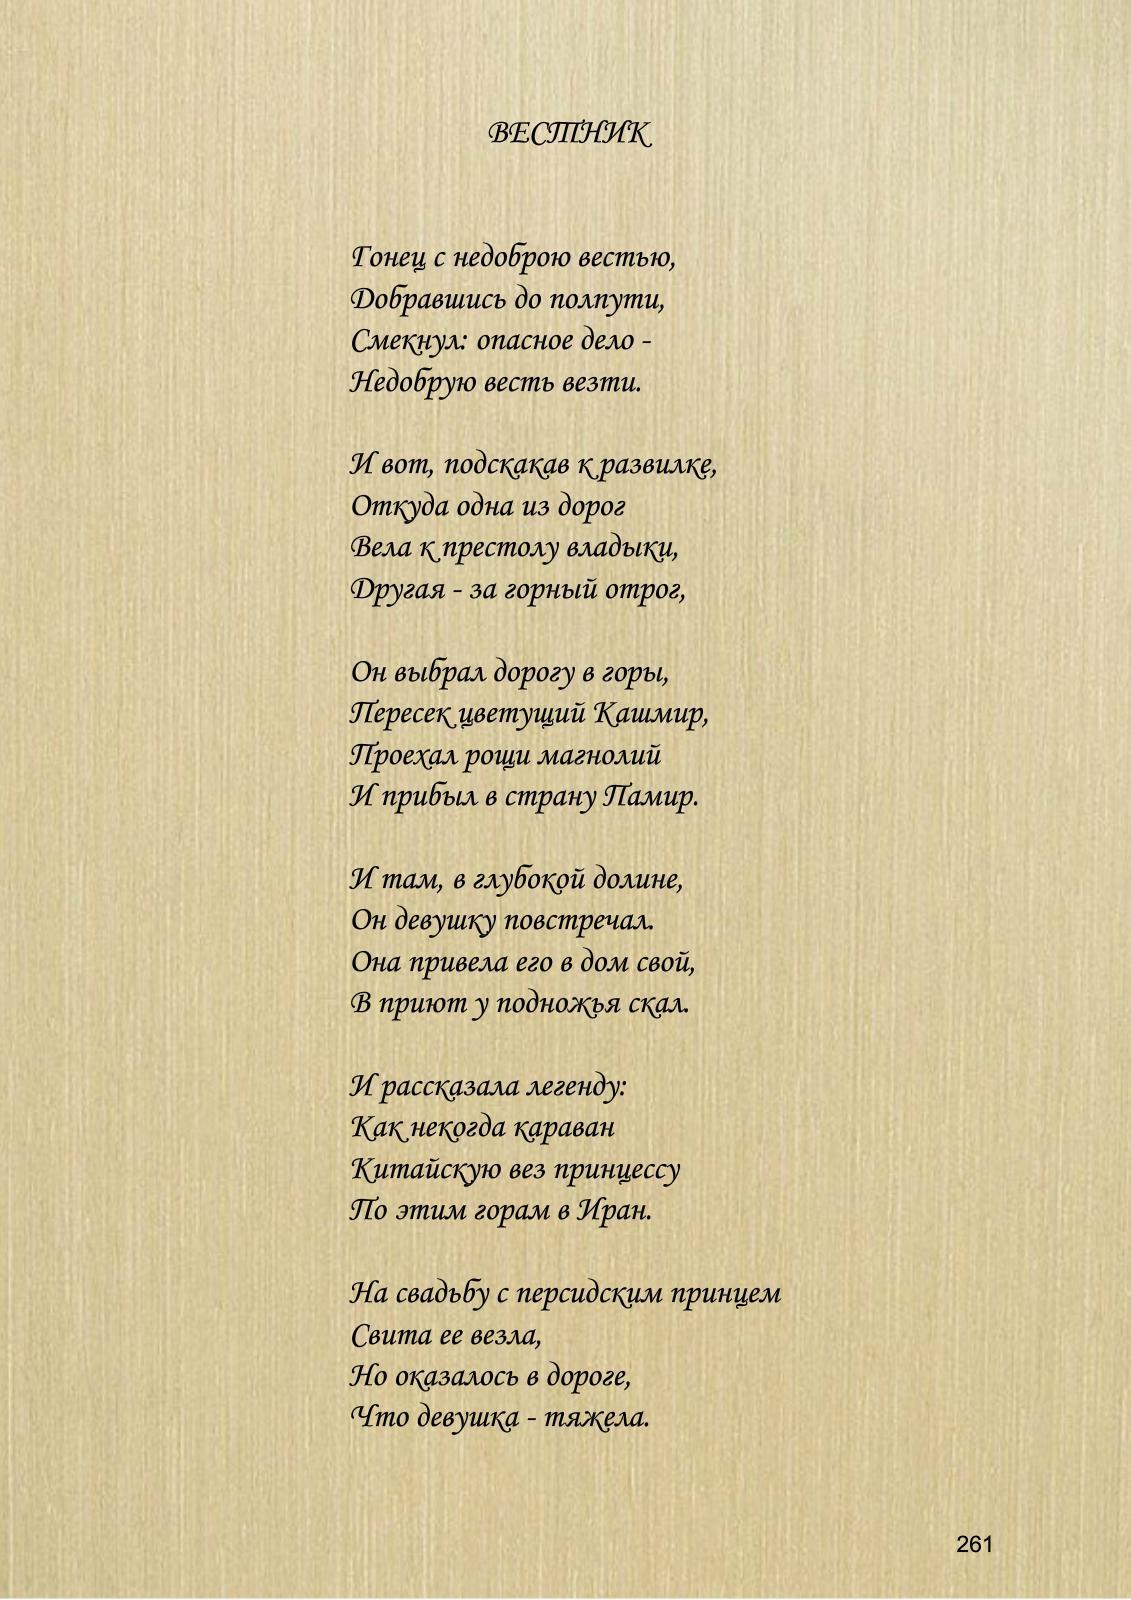 ВЕСТНИК
Гонец с недоброю вестью,
Добравшись до полпути,
Смекнул: опасное дело -
Недобрую весть везти.
И вот, подскакав к развилке,
Откуда одна из дорог
Вела к престолу владыки,
Другая - за горный отрог,
Он выбрал дорогу в горы,
Пересек цветущий Кашмир,
Проехал рощи магнолий
И прибыл в страну Памир.
И там, в глубокой долине,
Он девушку повстречал.
Она привела его в дом свой,
В приют у подножья скал.
И рассказала легенду:
Как некогда караван
Китайскую вез принцессу
По этим горам в Иран.
На свадьбу с персидским принцем
Свита ее везла,
Но оказалось в дороге,
Что девушка - тяжела.
261